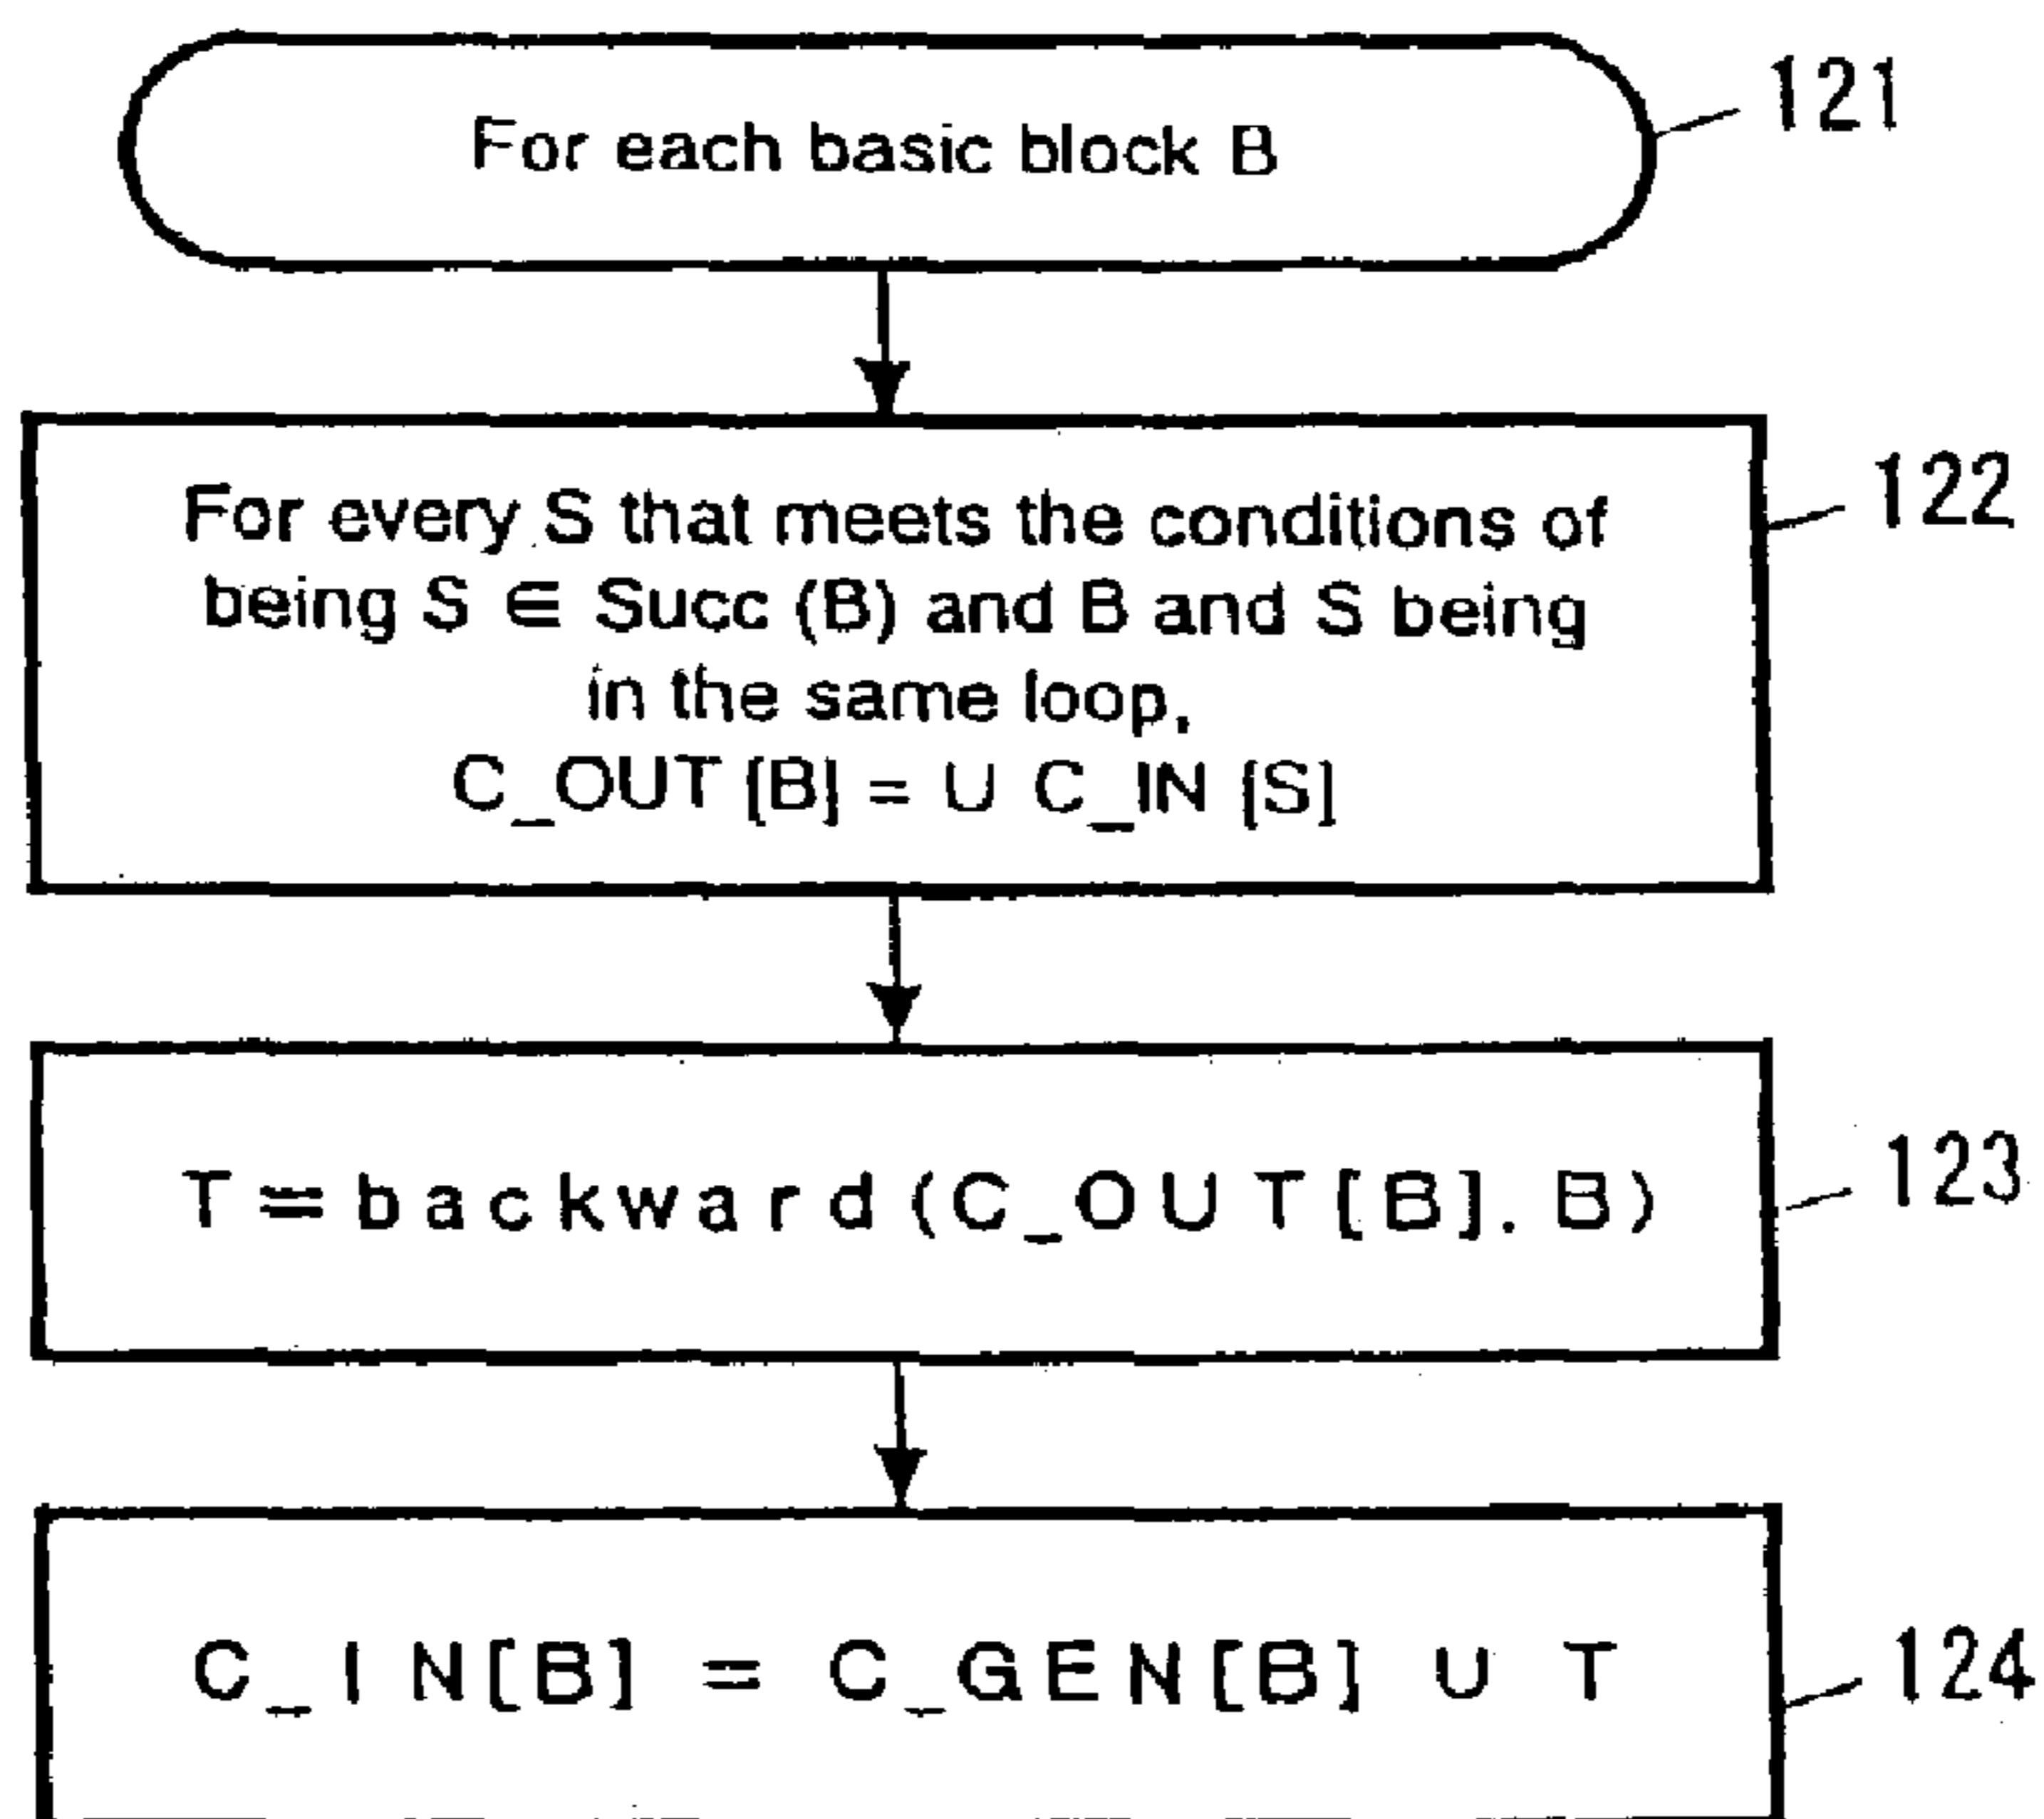 For each basic block B
121
For every S that meets the conditions of
being S ∈ Succ (B) and B and S being
in the same loop,
C_OUT [B] = U C_IN [S]
122
T=backward (C_OUT[B]. B)
123
C_IN[B] = C_GEN[B] U T
124